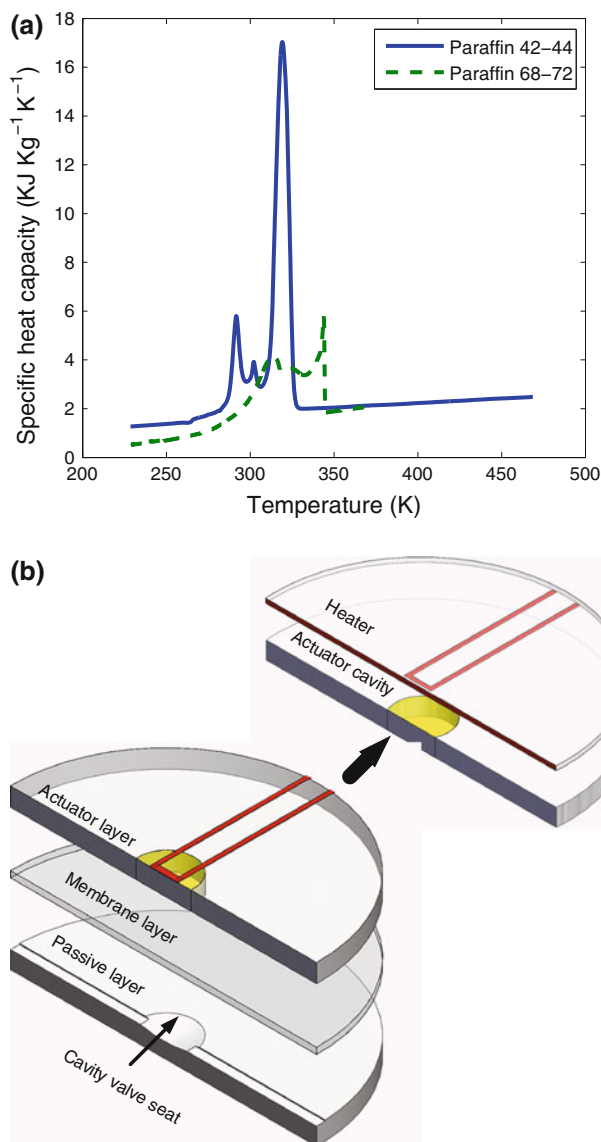 (a)
18
16
14
12
10
8
6
4
2
0
Specific heat capacity (KJ Kg⁻¹ K⁻¹)
Paraffin 42−44
Paraffin 68−72
200
250
300
350
400
450
500
Temperature (K)
(b)
Heater
Actuator cavity
Actuator layer
Membrane layer
Passive layer
Cavity valve seat